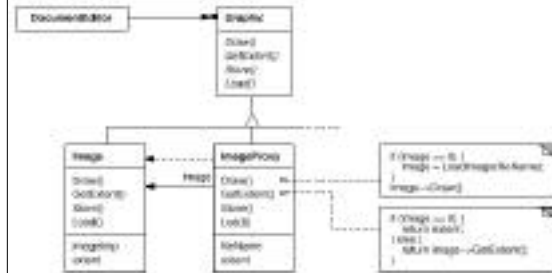 DocumentEditor
Graphic
Draw()
GetExtent()
Store()
Load()
Image
Draw()
GetExtent()
Store()
Load()
imageImp
extent
image
ImageProxy
Draw()
GetExtent()
Store()
Load()
fileName
extent
if (image == 0) {
image = LoadImage(fileName);
}
image->Draw()
if (image == 0) {
return extent;
} else {
return image->GetExtent();
}